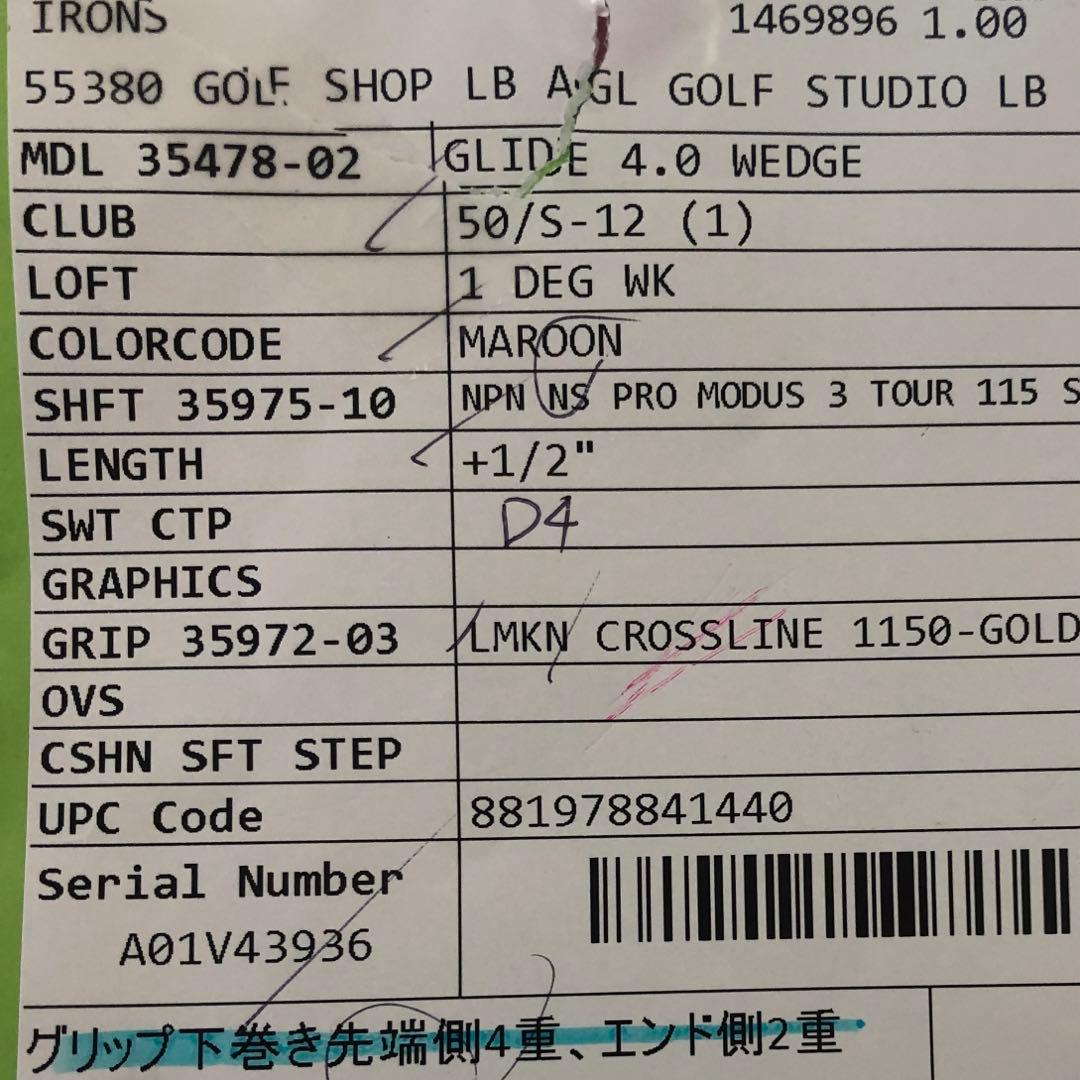 IRONS 1469896 1.00
55380 GOLF SHOP LB A GL GOLF STUDIO LB
MDL 35478-02 GLIDE 4.0 WEDGE
CLUB 50/S-12 (1)
LOFT 1 DEG WK
COLORCODE MAROON
SHFT 35975-10 NPN NS PRO MODUS 3 TOUR 115 S
LENGTH +1/2"
SWT CTP D4
GRAPHICS
GRIP 35972-03 LMKN CROSSLINE 1150-GOLD
OVS
CSHN SFT STEP
UPC Code 881978841440
Serial Number
A01V43936
グリップ下巻き先端側4重、エンド側2重